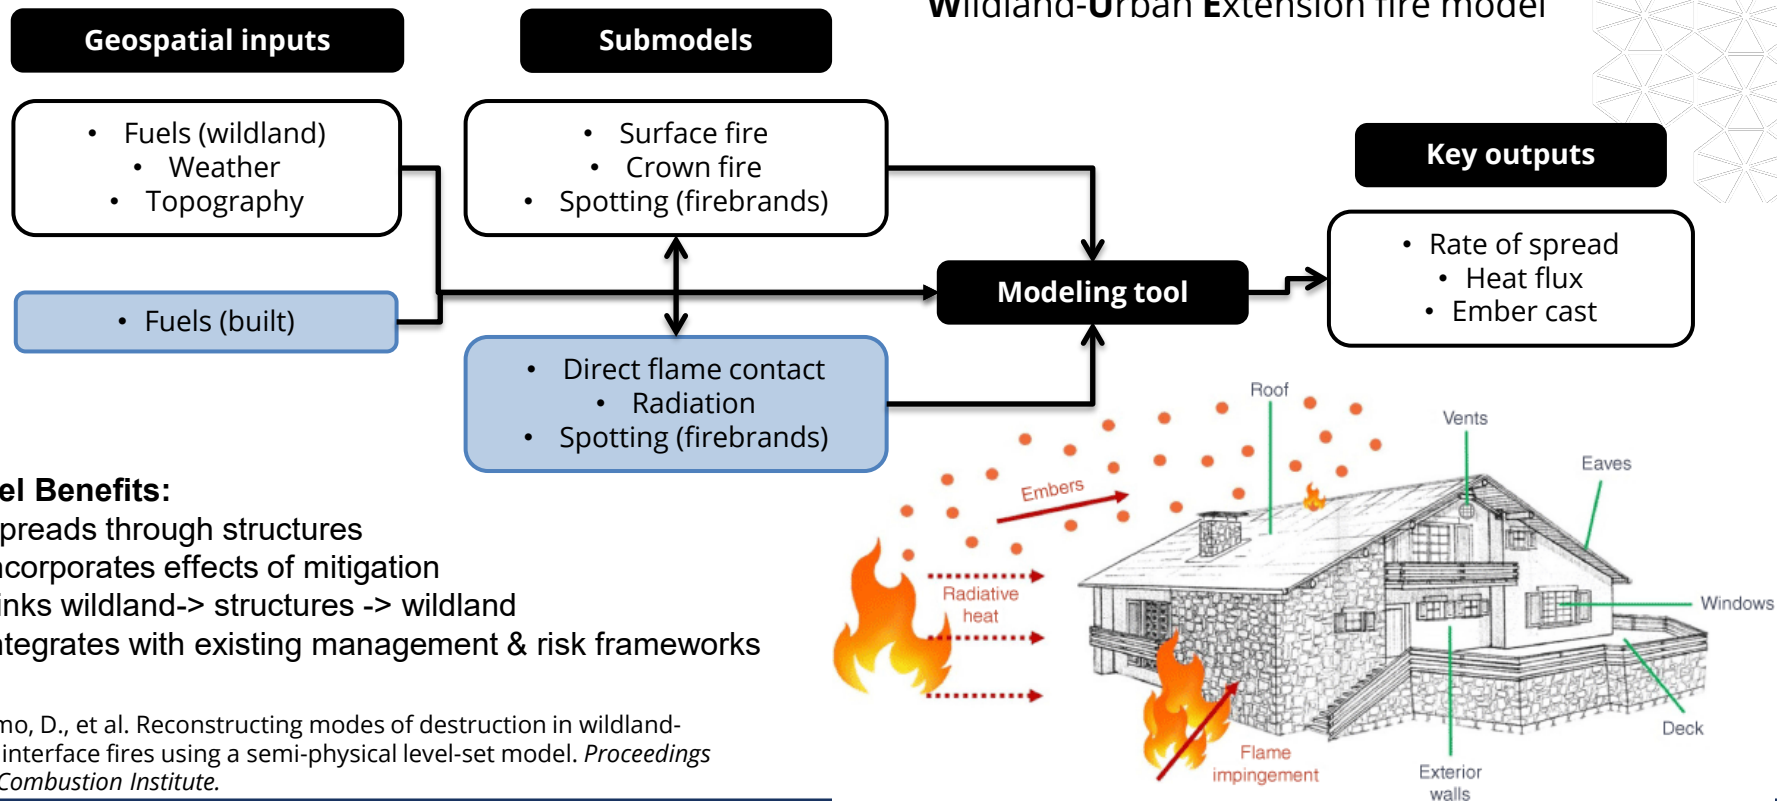 Wildland-Urban Extension fire model
Geospatial inputs
Submodels
• Fuels (wildland)
• Weather
• Topography
• Surface fire
• Crown fire
• Spotting (firebrands)
Key outputs
• Rate of spread
• Heat flux
• Ember cast
Modeling tool
• Fuels (built)
• Direct flame contact
• Radiation
• Spotting (firebrands)
el Benefits:
preads through structures
ncorporates effects of mitigation
inks wildland-> structures -> wildland
ntegrates with existing management & risk frameworks
mo, D., et al. Reconstructing modes of destruction in wildland-
interface fires using a semi-physical level-set model. Proceedings
Combustion Institute.
Roof
Vents
Eaves
Embers
Radiative
heat
Windows
Deck
Flame
impingement
Exterior
walls